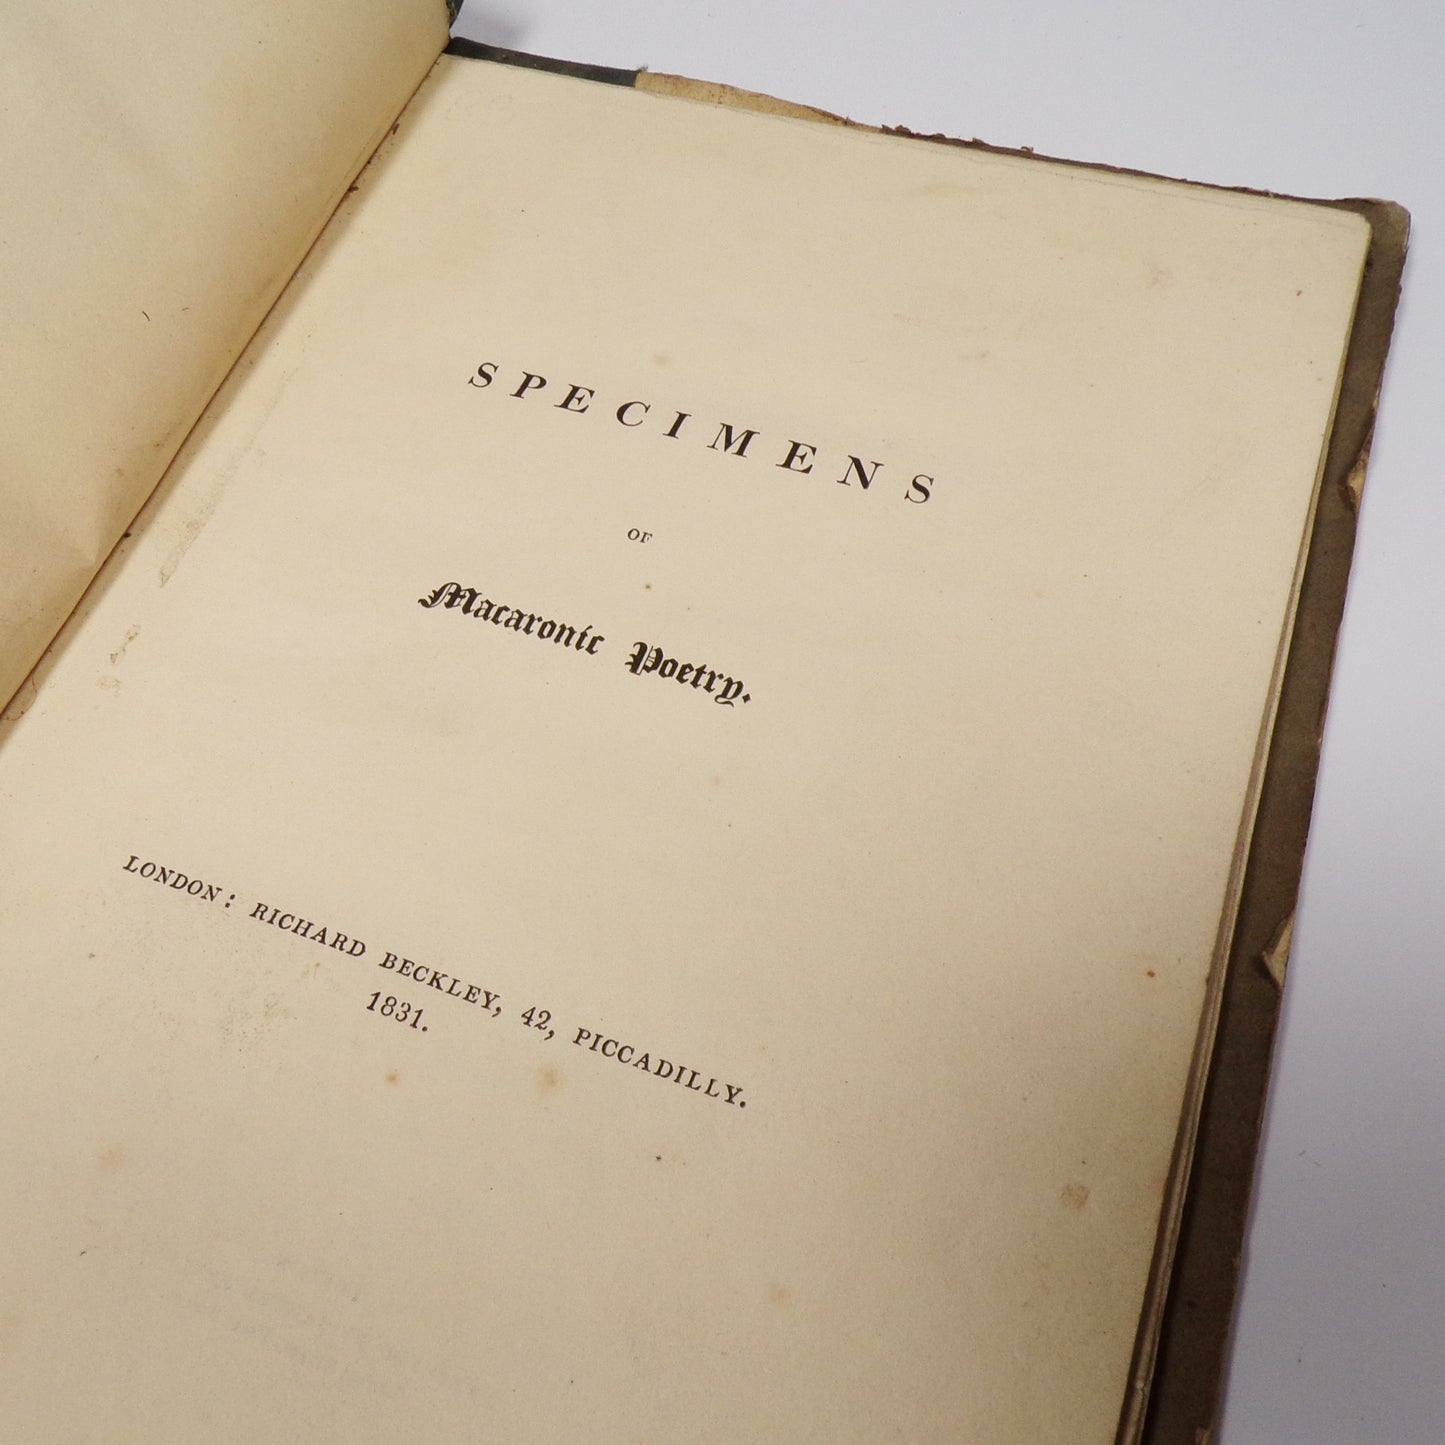 SPECIMENS
OF
Macaronic Poetry.
LONDON: RICHARD BECKLEY, 42, PICCADILLY.
1831.